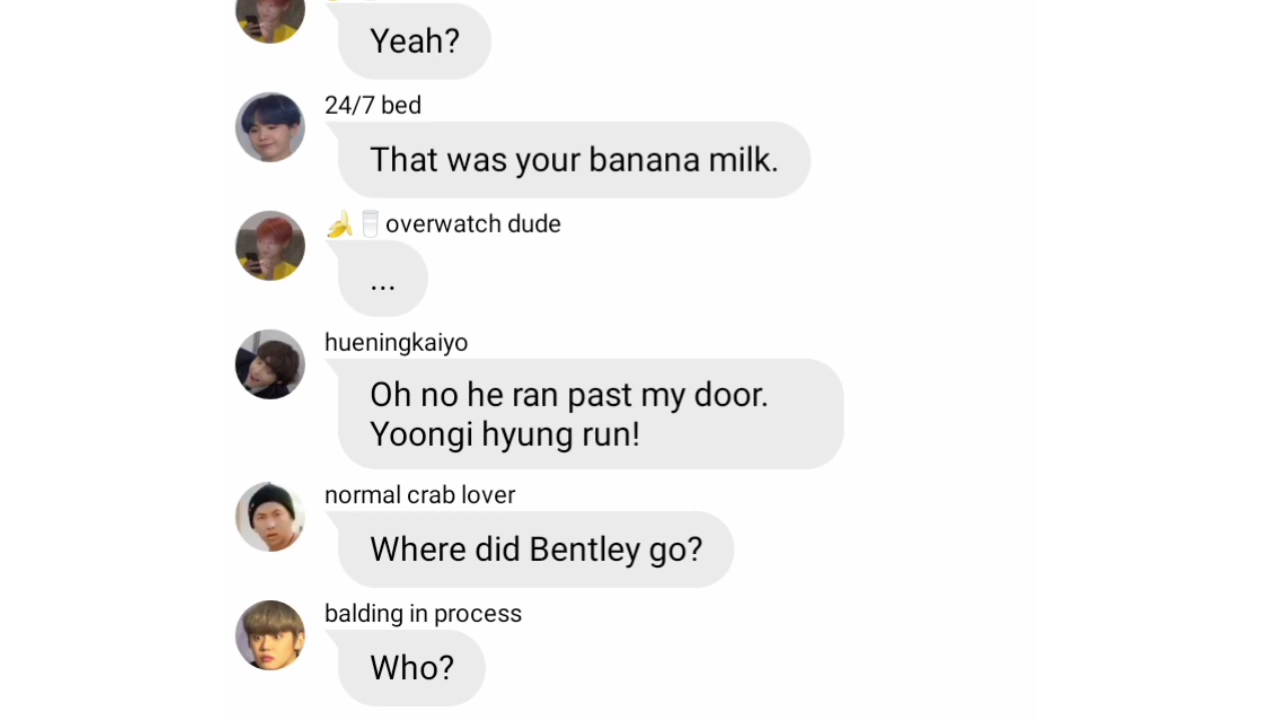 Yeah?
24/7 bed
That was your banana milk.
🍌🥛overwatch dude
...
hueningkaiyo
Oh no he ran past my door.
Yoongi hyung run!
normal crab lover
Where did Bentley go?
balding in process
Who?